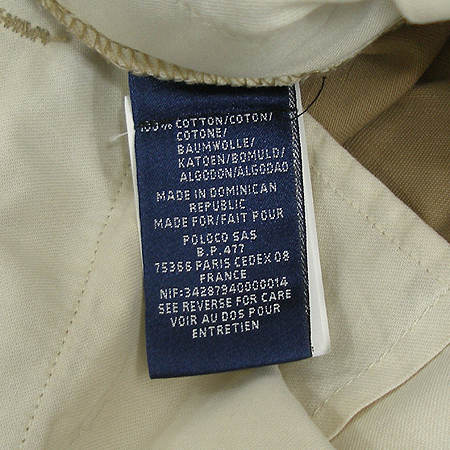 100% COTTON/COTON/
COTONE/
BAUMWOLLE/
KATOEN/BOMULD/
ALGODON/ALGODAO
MADE IN DOMINICAN
REPUBLIC
MADE FOR/FAIT POUR
POLOCO SAS
B.P. 477
75366 PARIS CEDEX 08
FRANCE
NIF:34287940000014
SEE REVERSE FOR CARE
VOIR AU DOS POUR
ENTRETIEN